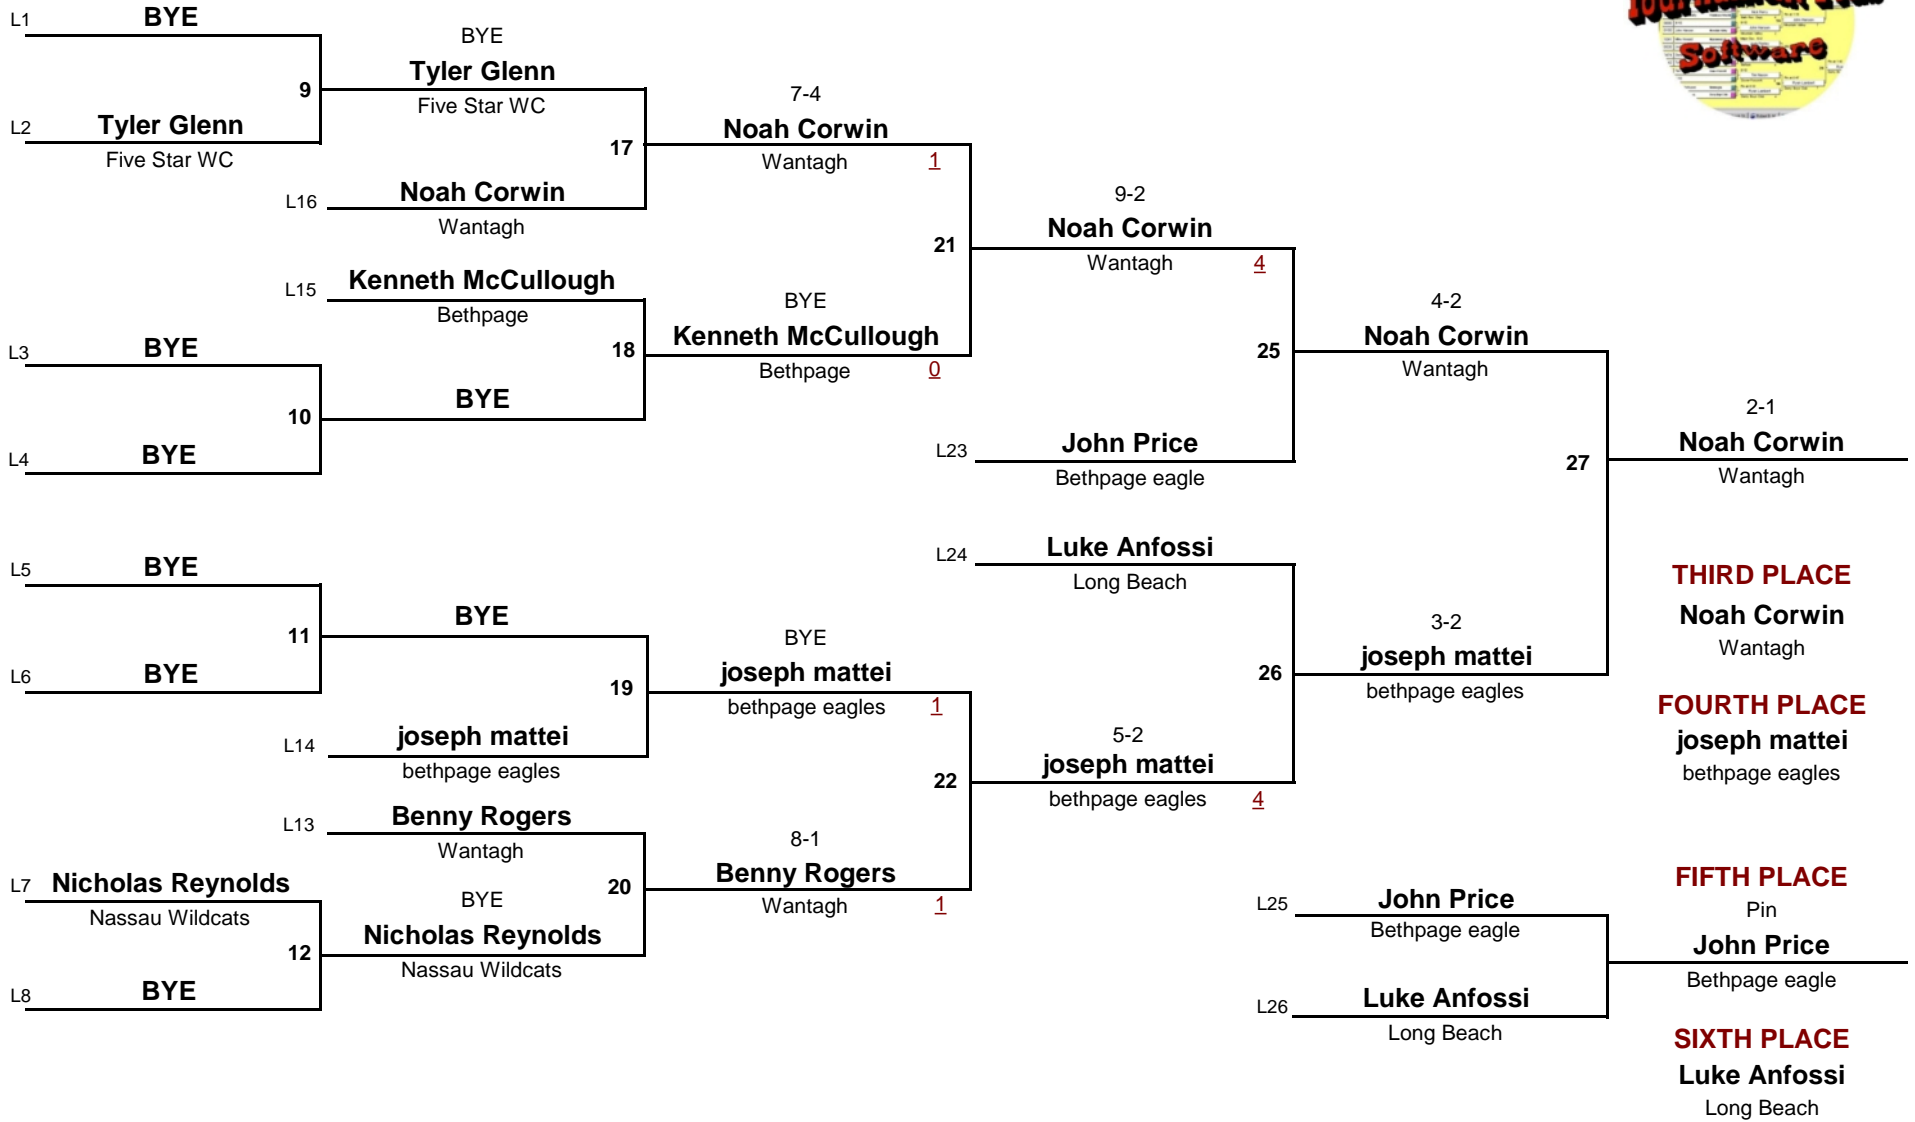 L1 BYE
BYE
Tyler Glenn
Five Star WC
9
L2 Tyler Glenn
Five Star WC
7-4
Noah Corwin
Wantagh 1
17
L16 Noah Corwin
Wantagh
9-2
Noah Corwin
Wantagh 4
21
L15 Kenneth McCullough
Bethpage
BYE
Kenneth McCullough
Bethpage 0
18
L3 BYE
10 BYE
L4 BYE
4-2
Noah Corwin
Wantagh
25
L23 John Price
Bethpage eagle
2-1
Noah Corwin
Wantagh
27
L5 BYE
11 BYE
L6 BYE
L24 Luke Anfossi
Long Beach
BYE
joseph mattei
bethpage eagles 1
19
L14 joseph mattei
bethpage eagles
3-2
joseph mattei
bethpage eagles
26
5-2
joseph mattei
bethpage eagles 4
22
L13 Benny Rogers
Wantagh
8-1
Benny Rogers
Wantagh 1
20
L7 Nicholas Reynolds
Nassau Wildcats
BYE
Nicholas Reynolds
Nassau Wildcats
12
L8 BYE
THIRD PLACE
Noah Corwin
Wantagh
FOURTH PLACE
joseph mattei
bethpage eagles
L25 John Price
Bethpage eagle
L26 Luke Anfossi
Long Beach
FIFTH PLACE
Pin
John Price
Bethpage eagle
SIXTH PLACE
Luke Anfossi
Long Beach
Software